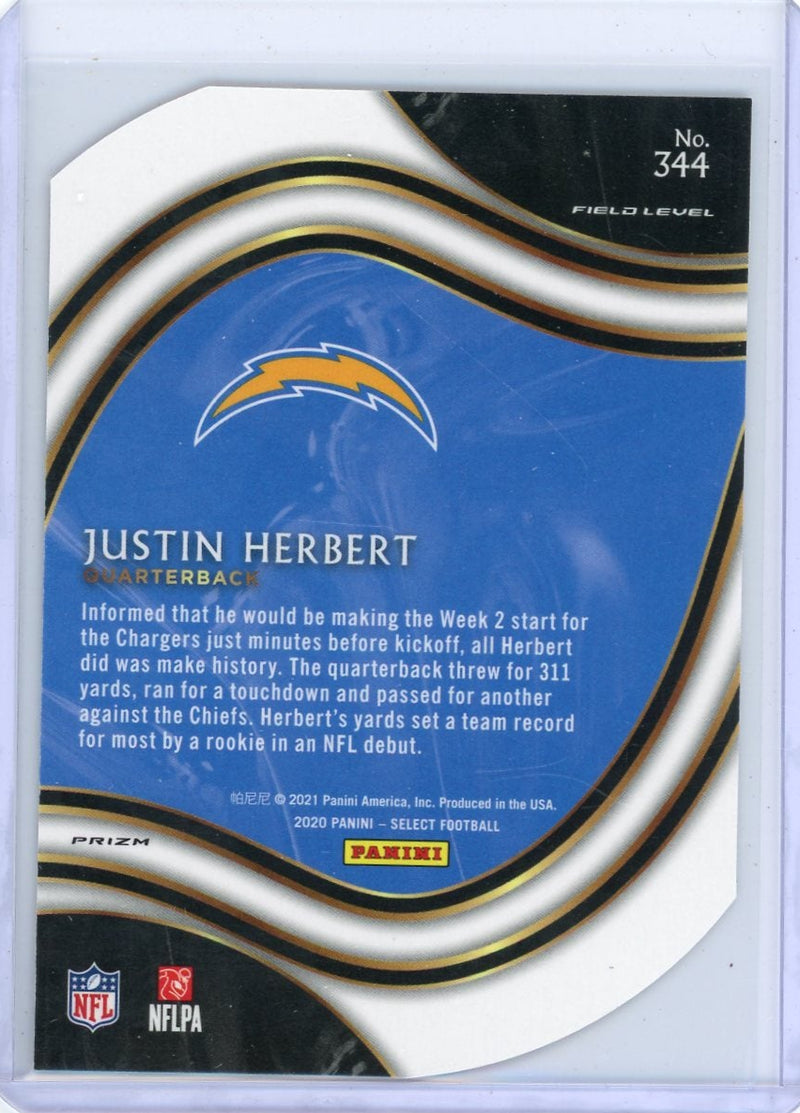 No.
344
FIELD LEVEL
JUSTIN HERBERT
QUARTERBACK
Informed that he would be making the Week 2 start for
the Chargers just minutes before kickoff, all Herbert
did was make history. The quarterback threw for 311
yards, ran for a touchdown and passed for another
against the Chiefs. Herbert's yards set a team record
for most by a rookie in an NFL debut.
帕尼尼 © 2021 Panini America, Inc. Produced in the USA.
2020 PANINI – SELECT FOOTBALL
PRIZM
PANINI
NFL
NFLPA